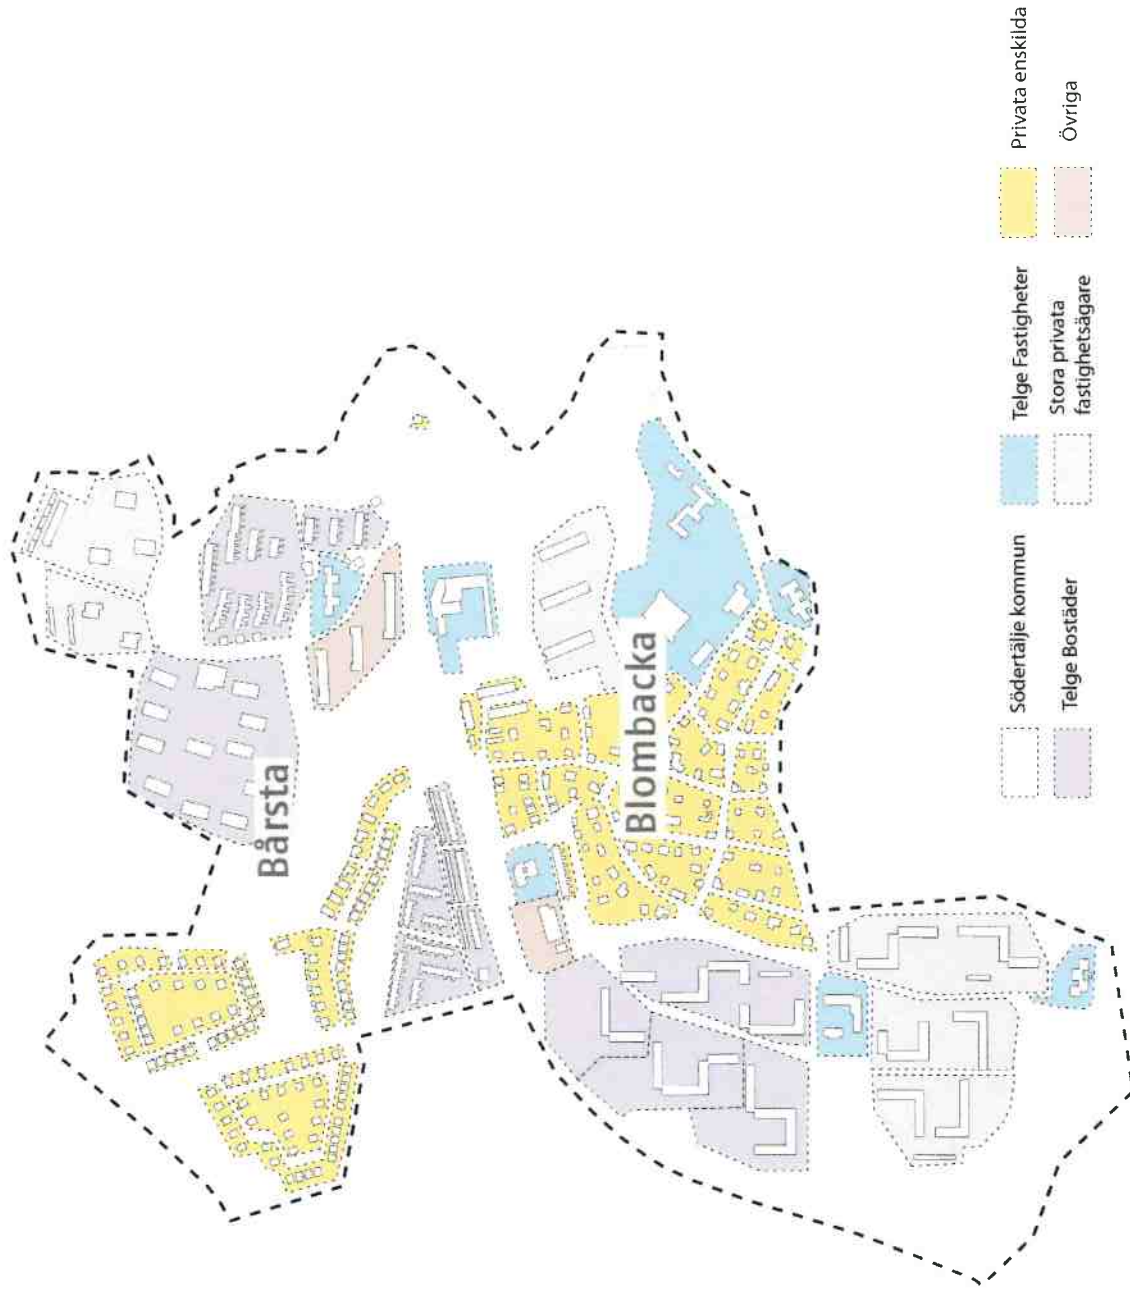 Bårsta
Blombacka
Södertälje kommun
Telge Fastigheter
Privata enskilda
Telge Bostäder
Stora privata
fastighetsägare
Övriga